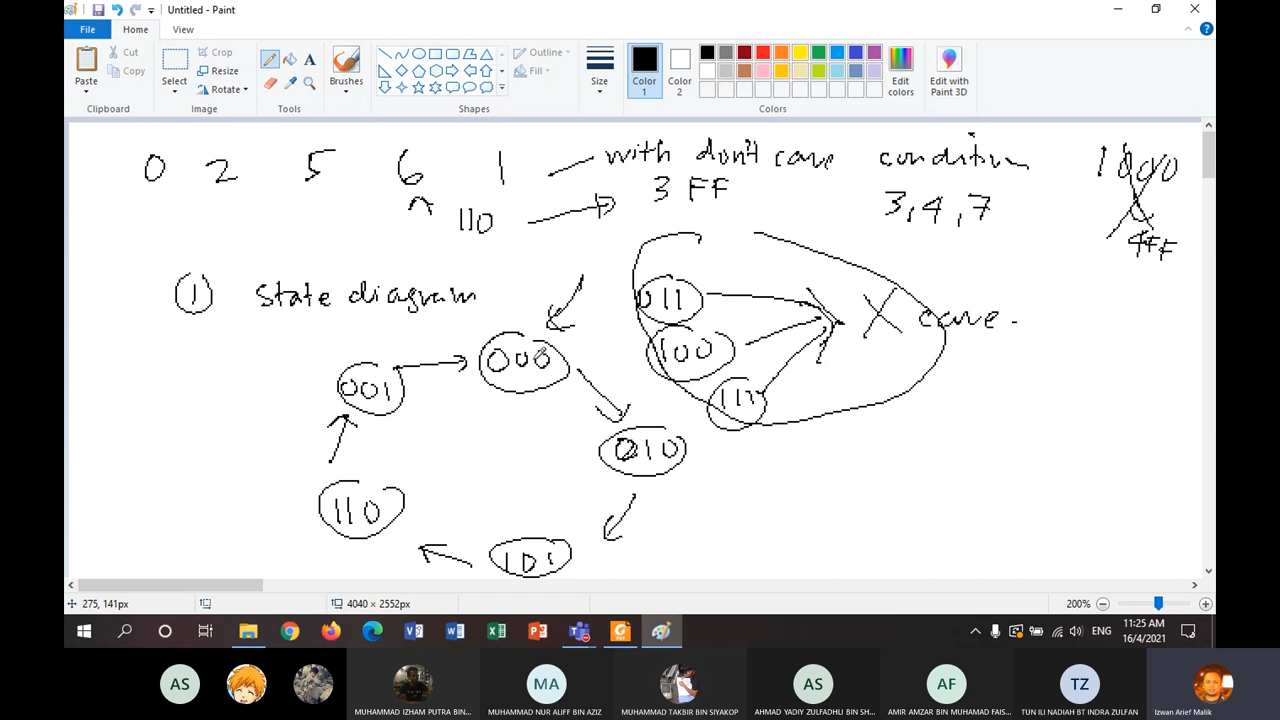 Untitled - Paint
File Home View
Cut
Copy
Paste
Clipboard
Select
Crop
Resize
Rotate
Image
Tools
Brushes
Shapes
Outline
Fill
Size
Color 1
Color 2
Colors
Edit colors
Edit with Paint 3D
0 2 5 6 1 with don't care condition 1000
3 FF 3,4,7
110 4FF
1 state diagram
011
X care.
100
000
001
111
010
110
101
275, 141px 4040 × 2552px 200%
ENG 11:25 AM
16/4/2021
AS MA AS AF TZ
MUHAMMAD IZHAM PUTRA BIN... MUHAMMAD NUR ALIFF BIN AZIZ MUHAMMAD TAKBIR BIN SIYAKOP AHMAD YADIY ZULFADHLI BIN SH... AMIR AMZAR BIN MUHAMAD FAIS... TUN ILI NADIAH BT INDRA ZULFAN Izwan Arief Malik